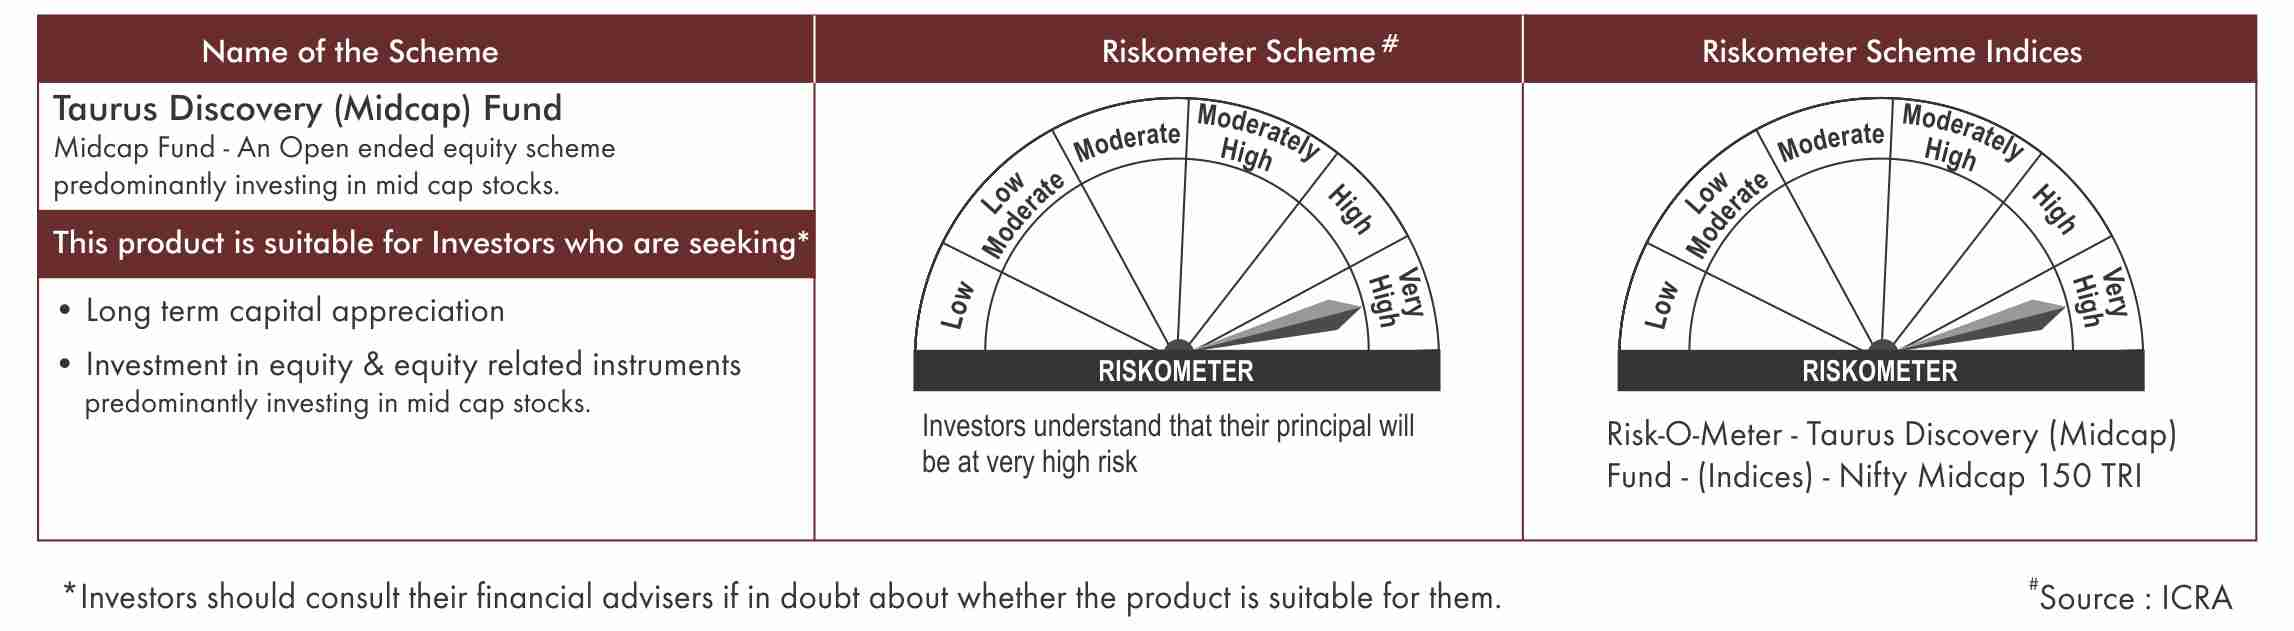 Name of the Scheme
Riskometer Scheme#
Riskometer Scheme Indices
Taurus Discovery (Midcap) Fund
Midcap Fund - An Open ended equity scheme
predominantly investing in mid cap stocks.
This product is suitable for Investors who are seeking*
• Long term capital appreciation
• Investment in equity & equity related instruments
predominantly investing in mid cap stocks.
Low
Low
Moderate
Moderate
Moderately
High
High
Very
High
RISKOMETER
Investors understand that their principal will
be at very high risk
Low
Low
Moderate
Moderate
Moderately
High
High
Very
High
RISKOMETER
Risk-O-Meter - Taurus Discovery (Midcap)
Fund - (Indices) - Nifty Midcap 150 TRI
*Investors should consult their financial advisers if in doubt about whether the product is suitable for them.
#Source : ICRA